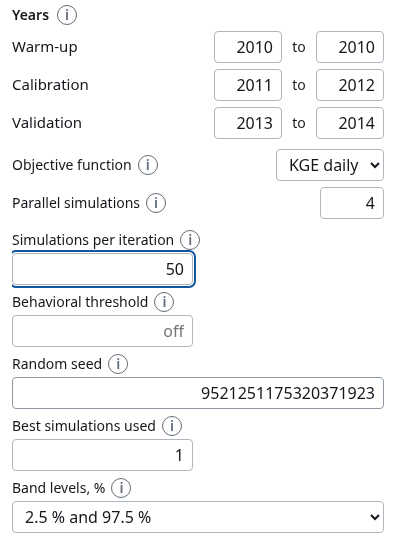 Years i
Warm-up 2010 to 2010
Calibration 2011 to 2012
Validation 2013 to 2014
Objective function i KGE daily
Parallel simulations i 4
Simulations per iteration i
50
Behavioral threshold i
off
Random seed i
9521251175320371923
Best simulations used i
1
Band levels, % i
2.5 % and 97.5 %